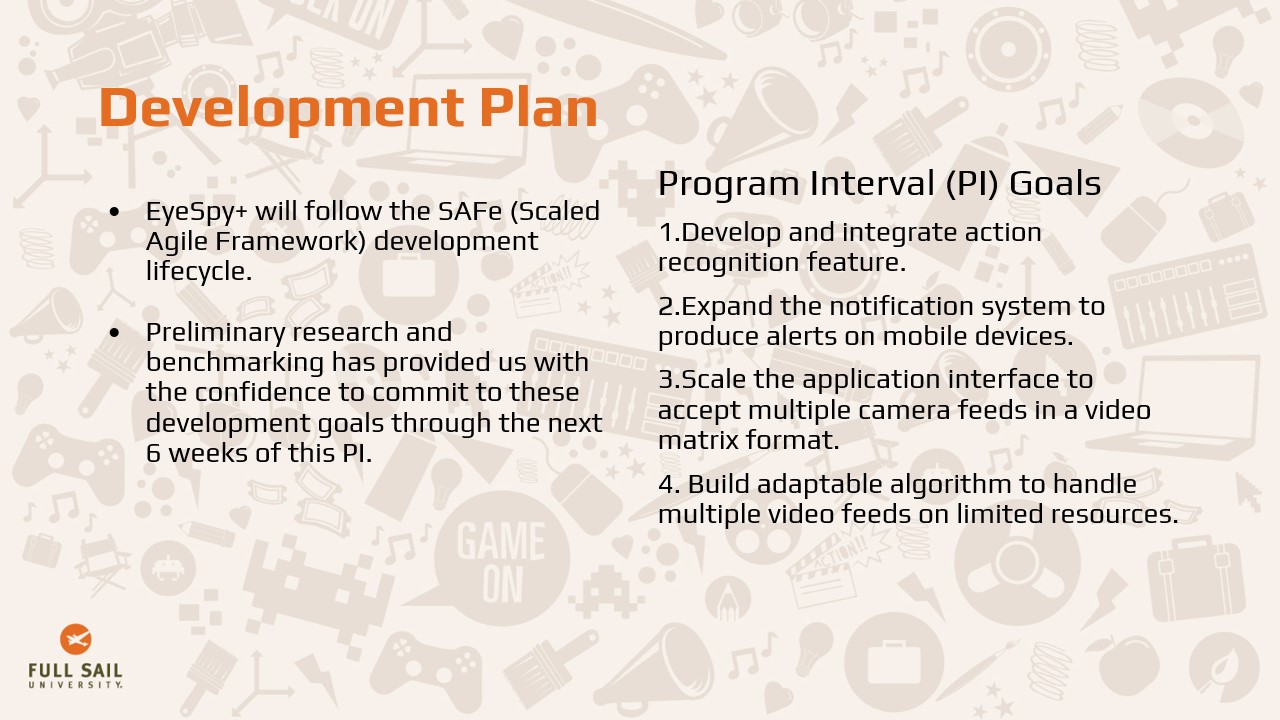 Development Plan
• EyeSpy+ will follow the SAFe (Scaled
Agile Framework) development
lifecycle.
• Preliminary research and
benchmarking has provided us with
the confidence to commit to these
development goals through the next
6 weeks of this PI.
Program Interval (PI) Goals
1.Develop and integrate action
recognition feature.
2.Expand the notification system to
produce alerts on mobile devices.
3.Scale the application interface to
accept multiple camera feeds in a video
matrix format.
4. Build adaptable algorithm to handle
multiple video feeds on limited resources.
GAME
ON
ACTION!!
ACTION!!
FULL SAIL
UNIVERSITY.